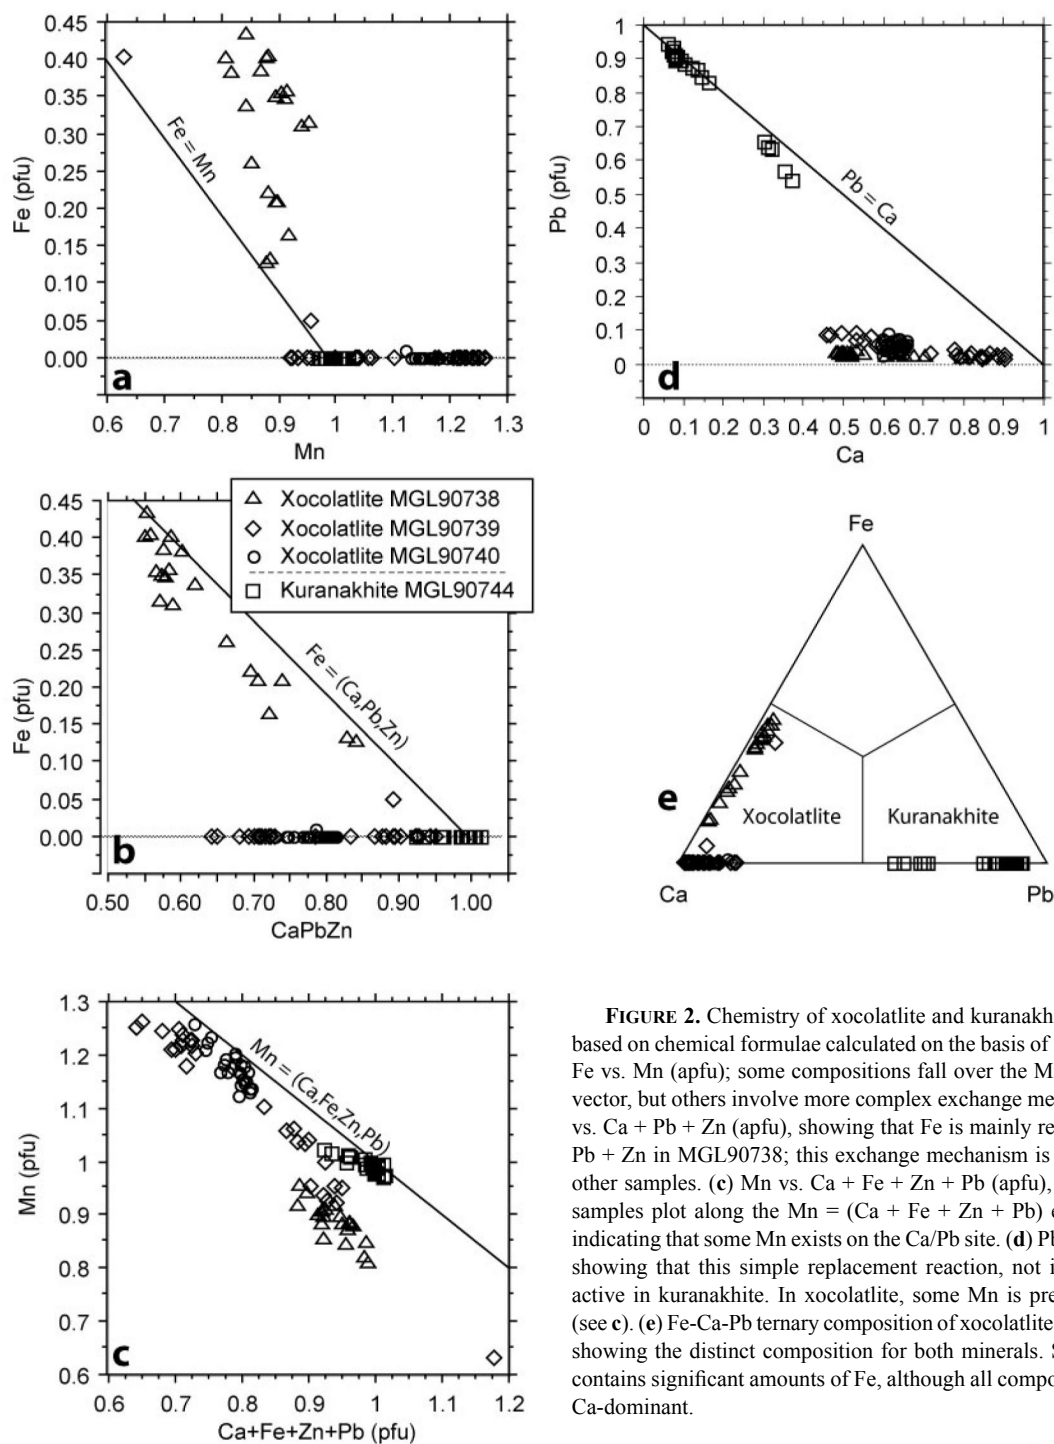 0.45
0.40
0.35
0.30
0.25
0.20
0.15
0.10
0.05
0.00
Fe (pfu)
Fe = Mn
a
0.6 0.7 0.8 0.9 1.0 1.1 1.2 1.3
Mn
1
0.9
0.8
0.7
0.6
0.5
0.4
0.3
0.2
0.1
0
Pb (pfu)
Pb = Ca
d
0 0.1 0.2 0.3 0.4 0.5 0.6 0.7 0.8 0.9 1
Ca
0.45
0.40
0.35
0.30
0.25
0.20
0.15
0.10
0.05
0.00
Fe (pfu)
Xocolatlite MGL90738
Xocolatlite MGL90739
Xocolatlite MGL90740
Kuranakhite MGL90744
Fe = (Ca,Pb,Zn)
b
0.50 0.60 0.70 0.80 0.90 1.00
CaPbZn
Fe
e
Xocolatlite Kuranakhite
Ca Pb
1.3
1.2
1.1
1
0.9
0.8
0.7
0.6
Mn (pfu)
Mn = (Ca,Fe,Zn,Pb)
c
0.6 0.7 0.8 0.9 1 1.1 1.2
Ca+Fe+Zn+Pb (pfu)
FIGURE 2. Chemistry of xocolatlite and kuranakh
based on chemical formulae calculated on the basis of
Fe vs. Mn (apfu); some compositions fall over the M
vector, but others involve more complex exchange me
vs. Ca + Pb + Zn (apfu), showing that Fe is mainly re
Pb + Zn in MGL90738; this exchange mechanism is
other samples. (c) Mn vs. Ca + Fe + Zn + Pb (apfu),
samples plot along the Mn = (Ca + Fe + Zn + Pb) e
indicating that some Mn exists on the Ca/Pb site. (d) Pb
showing that this simple replacement reaction, not i
active in kuranakhite. In xocolatlite, some Mn is pre
(see c). (e) Fe-Ca-Pb ternary composition of xocolatlite
showing the distinct composition for both minerals. S
contains significant amounts of Fe, although all compo
Ca-dominant.